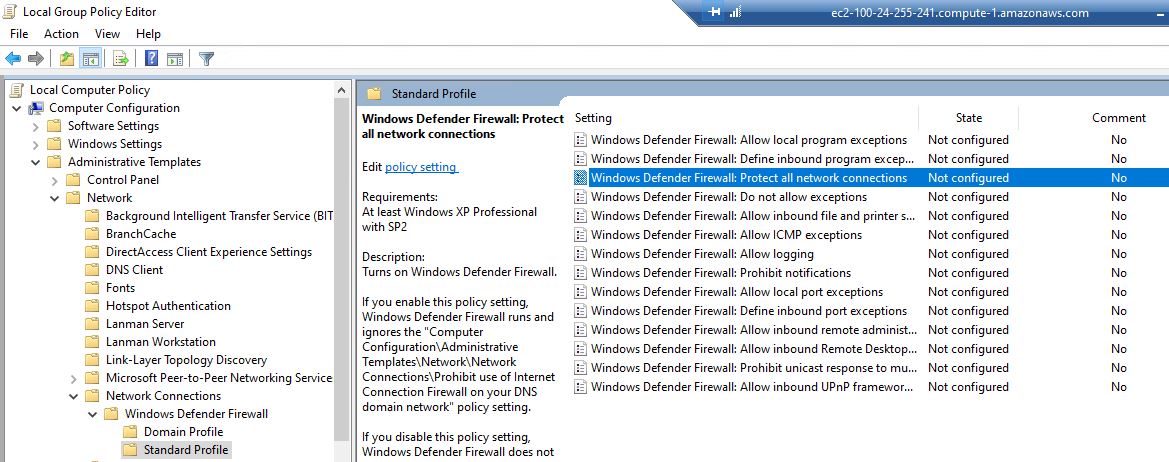 Local Group Policy Editor
ec2-100-24-255-241.compute-1.amazonaws.com
File Action View Help
Local Computer Policy
Computer Configuration
Software Settings
Windows Settings
Administrative Templates
Control Panel
Network
Background Intelligent Transfer Service (BIT
BranchCache
DirectAccess Client Experience Settings
DNS Client
Fonts
Hotspot Authentication
Lanman Server
Lanman Workstation
Link-Layer Topology Discovery
Microsoft Peer-to-Peer Networking Service
Network Connections
Windows Defender Firewall
Domain Profile
Standard Profile
Standard Profile
Windows Defender Firewall: Protect
all network connections
Edit policy setting
Requirements:
At least Windows XP Professional
with SP2
Description:
Turns on Windows Defender Firewall.
If you enable this policy setting,
Windows Defender Firewall runs and
ignores the "Computer
Configuration\Administrative
Templates\Network\Network
Connections\Prohibit use of Internet
Connection Firewall on your DNS
domain network" policy setting.
If you disable this policy setting,
Windows Defender Firewall does not
Setting State Comment
Windows Defender Firewall: Allow local program exceptions Not configured No
Windows Defender Firewall: Define inbound program excep... Not configured No
Windows Defender Firewall: Protect all network connections Not configured No
Windows Defender Firewall: Do not allow exceptions Not configured No
Windows Defender Firewall: Allow inbound file and printer s... Not configured No
Windows Defender Firewall: Allow ICMP exceptions Not configured No
Windows Defender Firewall: Allow logging Not configured No
Windows Defender Firewall: Prohibit notifications Not configured No
Windows Defender Firewall: Allow local port exceptions Not configured No
Windows Defender Firewall: Define inbound port exceptions Not configured No
Windows Defender Firewall: Allow inbound remote administ... Not configured No
Windows Defender Firewall: Allow inbound Remote Desktop... Not configured No
Windows Defender Firewall: Prohibit unicast response to mu... Not configured No
Windows Defender Firewall: Allow inbound UPnP framewor... Not configured No